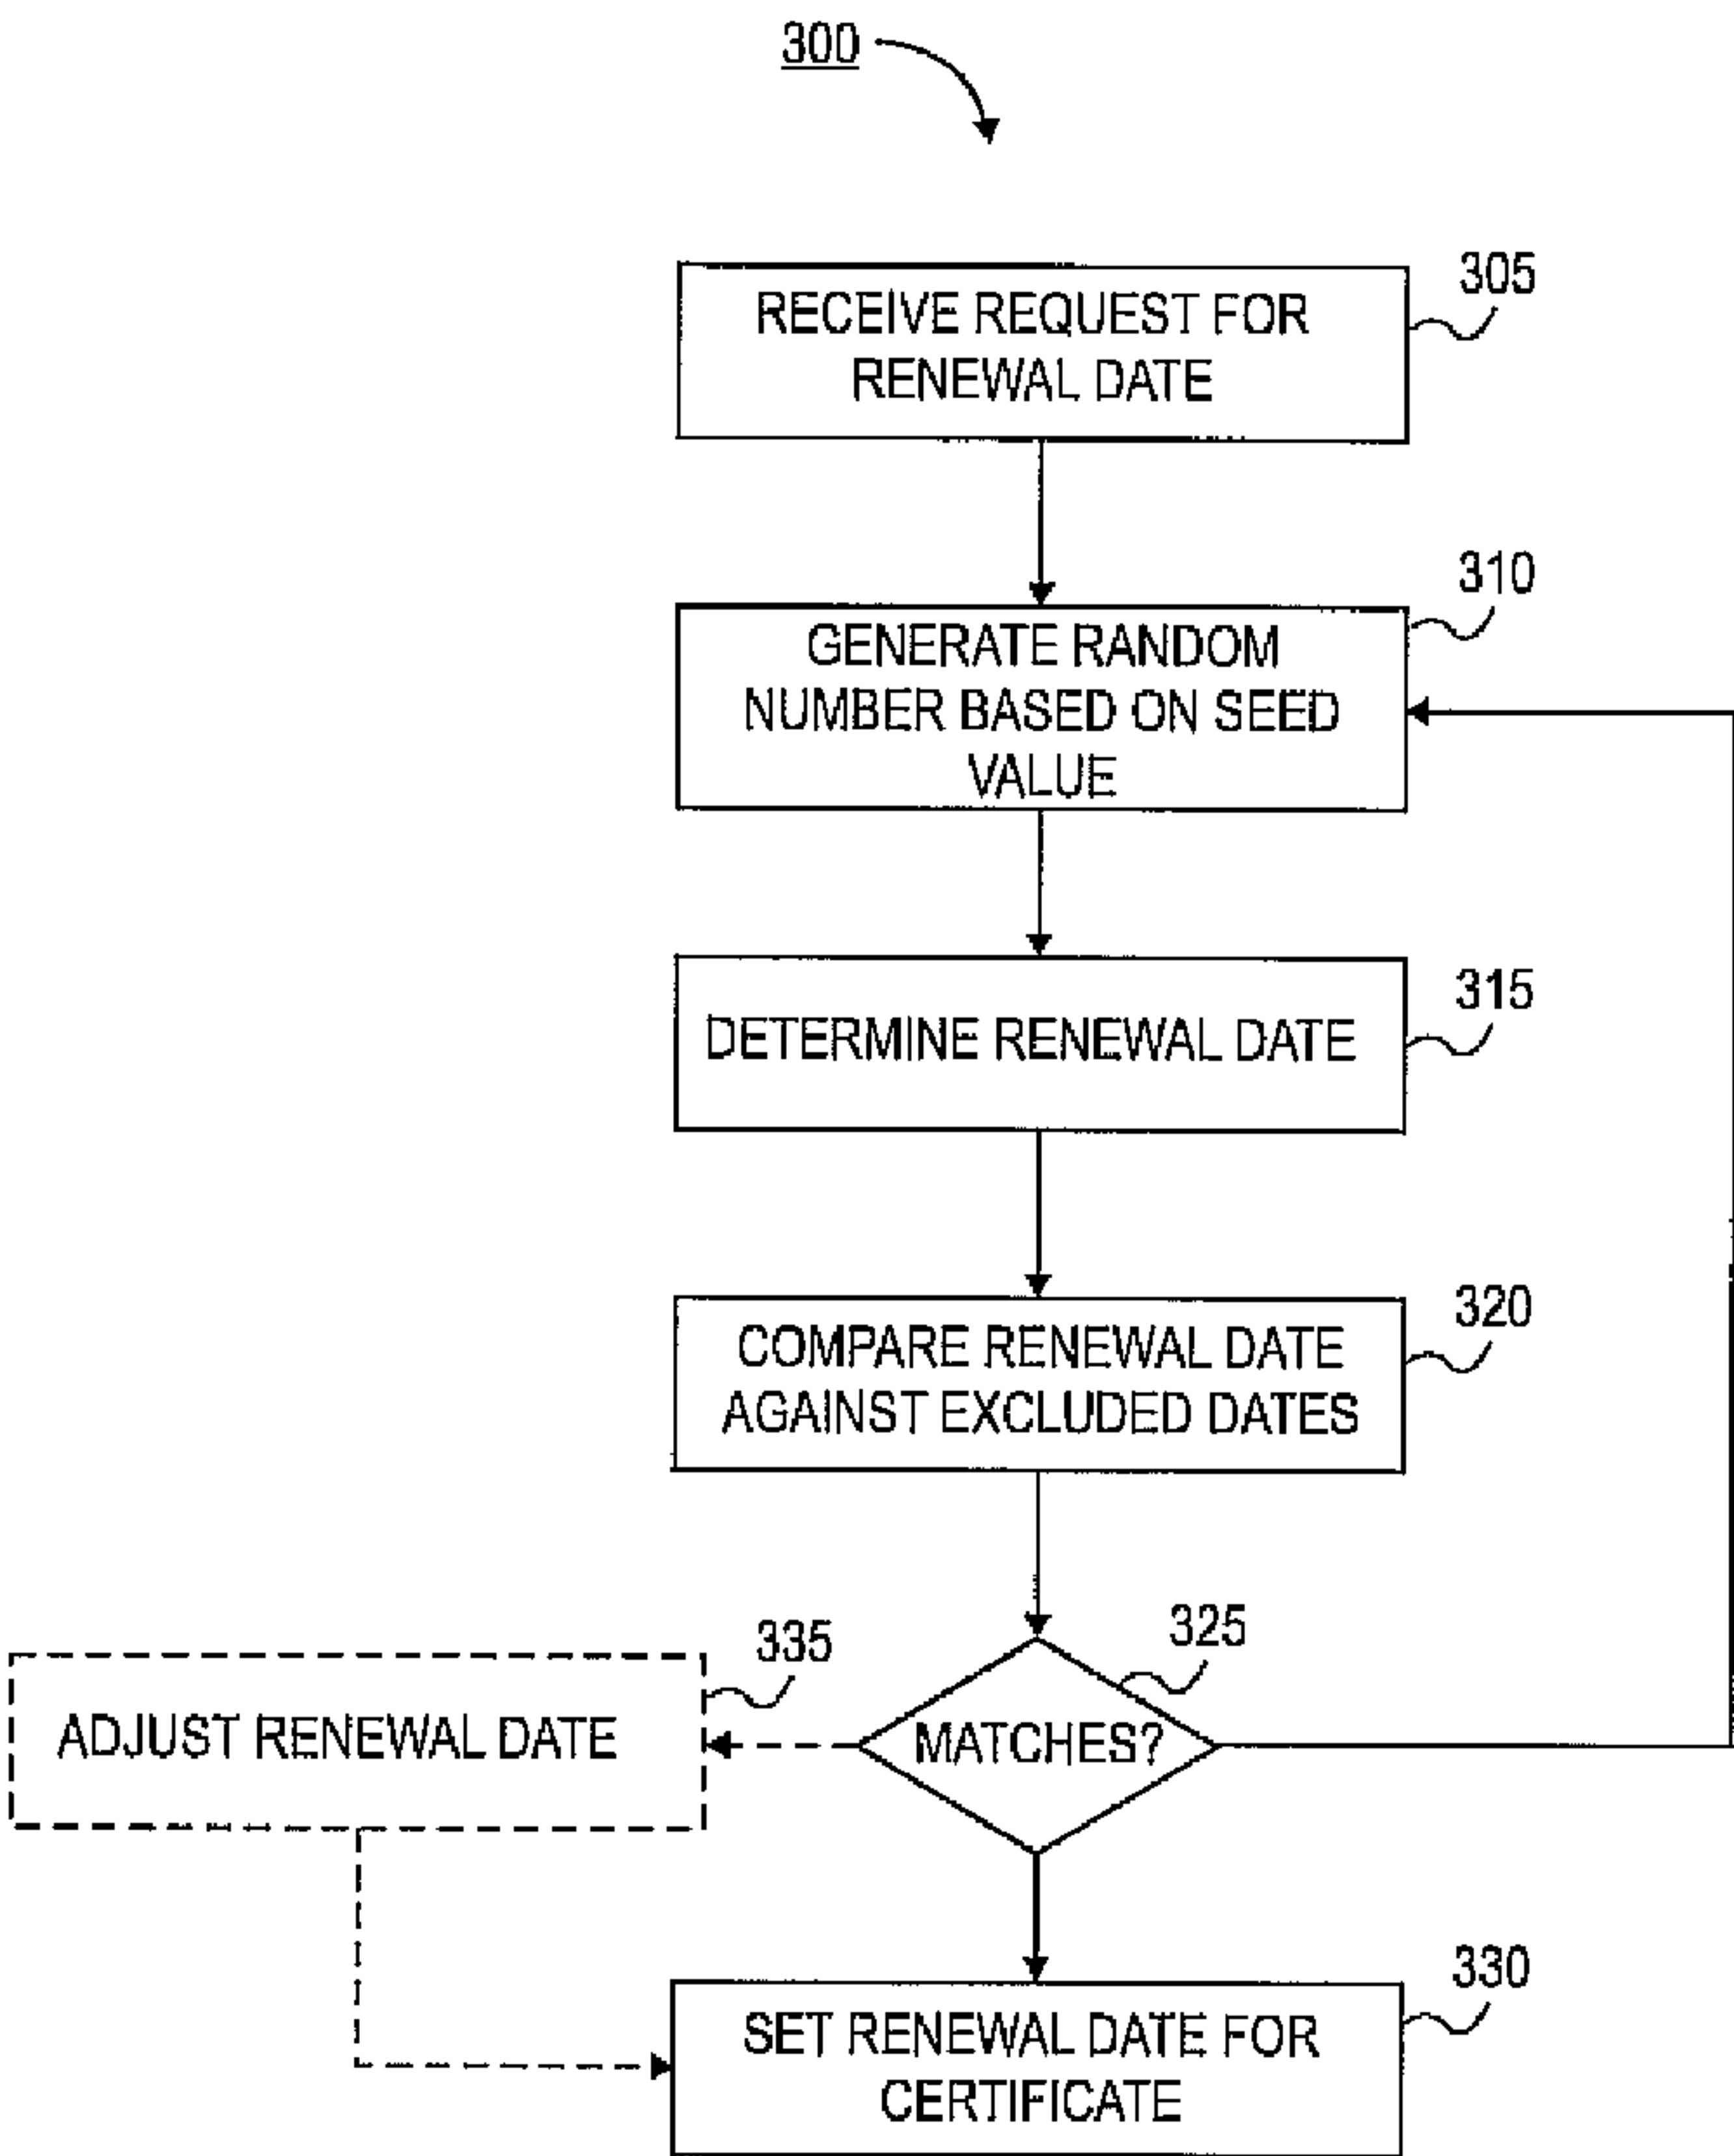 300
305
RECEIVE REQUEST FOR
RENEWAL DATE
310
GENERATE RANDOM
NUMBER BASED ON SEED
VALUE
315
DETERMINE RENEWAL DATE
320
COMPARE RENEWAL DATE
AGAINST EXCLUDED DATES
325
335
MATCHES?
ADJUST RENEWAL DATE
330
SET RENEWAL DATE FOR
CERTIFICATE